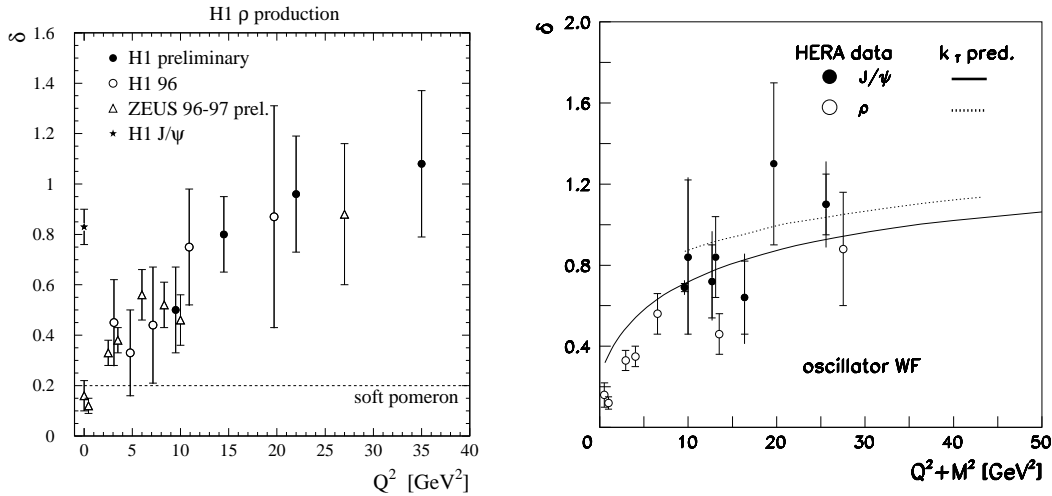 H1 ρ production
δ
1.6
1.4
1.2
1
0.8
0.6
0.4
0.2
0
H1 preliminary
H1 96
ZEUS 96-97 prel.
H1 J/ψ
soft pomeron
0 5 10 15 20 25 30 35 40
Q² [GeV²]
δ
2.0
1.6
1.2
0.8
0.4
HERA data k_T pred.
J/ψ
ρ
oscillator WF
0 10 20 30 40 50
Q²+M² [GeV²]